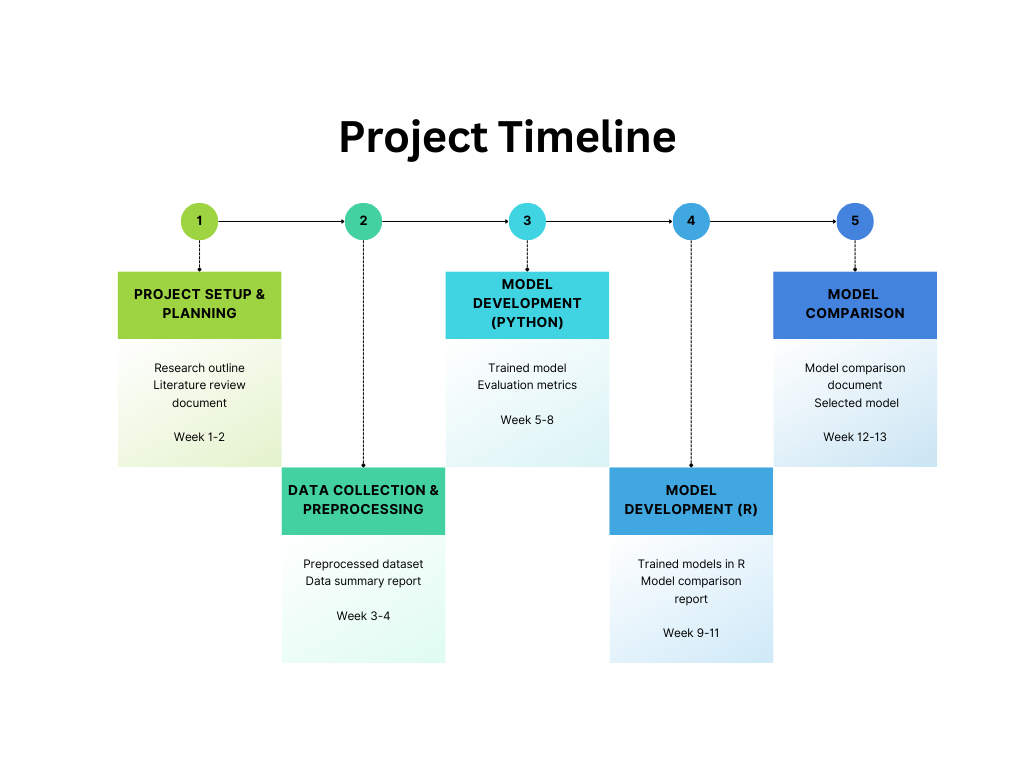 Project Timeline
1
2
3
4
5
PROJECT SETUP &
PLANNING
Research outline
Literature review
document
Week 1-2
DATA COLLECTION &
PREPROCESSING
Preprocessed dataset
Data summary report
Week 3-4
MODEL
DEVELOPMENT
(PYTHON)
Trained model
Evaluation metrics
Week 5-8
MODEL
DEVELOPMENT (R)
Trained models in R
Model comparison
report
Week 9-11
MODEL
COMPARISON
Model comparison
document
Selected model
Week 12-13